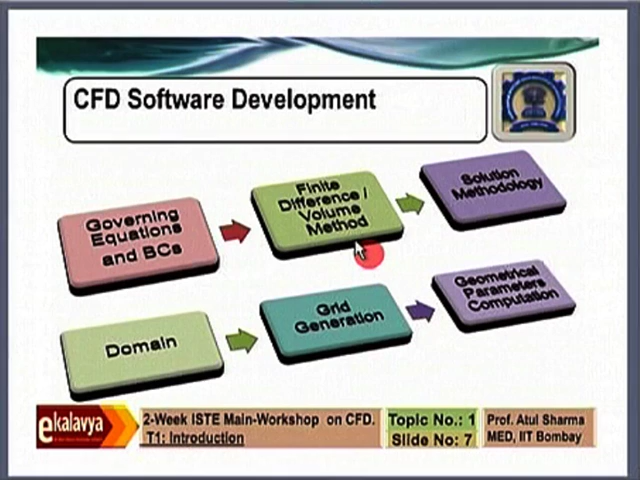 CFD Software Development
Governing
Equations
and BCs
Finite
Difference /
Volume
Method
Solution
Methodology
Domain
Grid
Generation
Geometrical
Parameters
Computation
ekalavya
2-Week ISTE Main-Workshop on CFD.
T1: Introduction
Topic No.: 1
Slide No: 7
Prof. Atul Sharma
MED, IIT Bombay